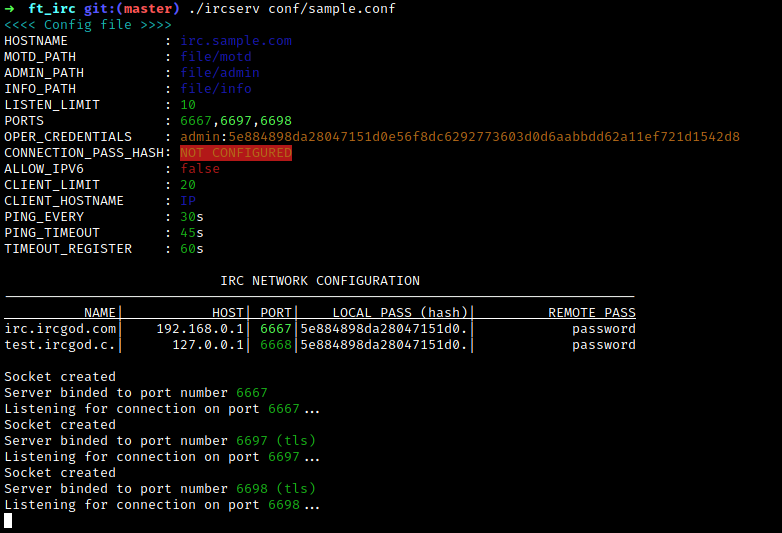 ➜  ft_irc git:(master) ./ircserv conf/sample.conf
<<<< Config file >>>>
HOSTNAME            : irc.sample.com
MOTD_PATH           : file/motd
ADMIN_PATH          : file/admin
INFO_PATH           : file/info
LISTEN_LIMIT        : 10
PORTS               : 6667,6697,6698
OPER_CREDENTIALS    : admin:5e884898da28047151d0e56f8dc6292773603d0d6aabbdd62a11ef721d1542d8
CONNECTION_PASS_HASH: NOT CONFIGURED
ALLOW_IPV6          : false
CLIENT_LIMIT        : 20
CLIENT_HOSTNAME     : IP
PING_EVERY          : 30s
PING_TIMEOUT        : 45s
TIMEOUT_REGISTER    : 60s
IRC NETWORK CONFIGURATION
NAME|           HOST| PORT|    LOCAL PASS (hash)|         REMOTE PASS
irc.ircgod.com|    192.168.0.1| 6667|5e884898da28047151d0.|            password
test.ircgod.c.|      127.0.0.1| 6668|5e884898da28047151d0.|            password
Socket created
Server binded to port number 6667
Listening for connection on port 6667...
Socket created
Server binded to port number 6697 (tls)
Listening for connection on port 6697...
Socket created
Server binded to port number 6698 (tls)
Listening for connection on port 6698...